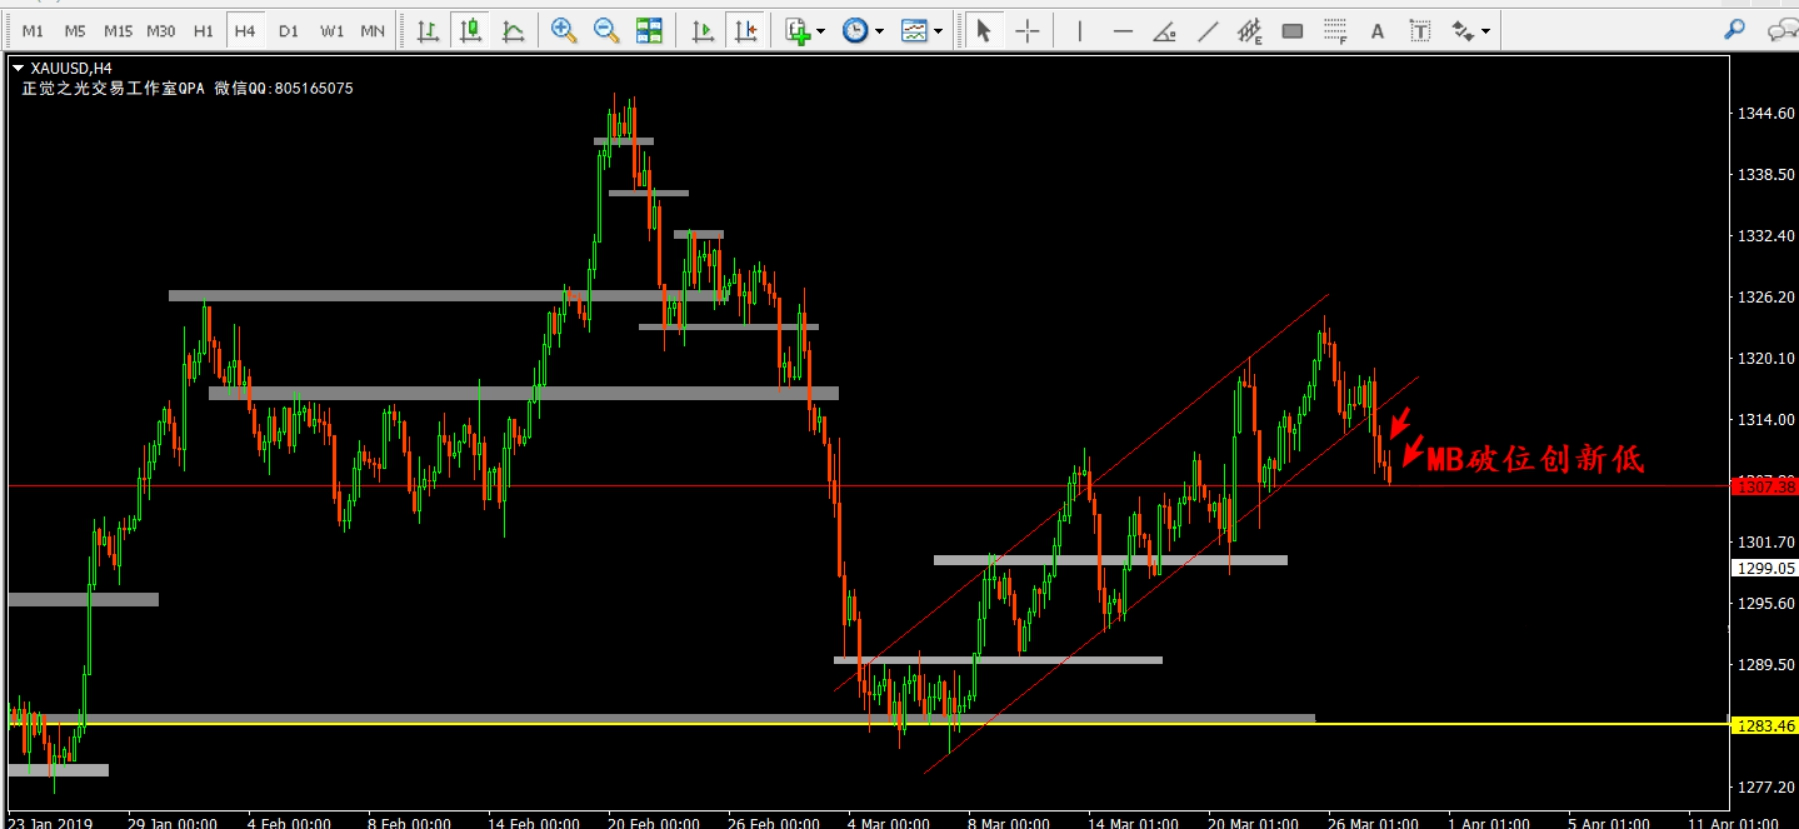 M1 M5 M15 M30 H1 H4 D1 W1 MN E F A T
XAUUSD,H4
正觉之光交易工作室QPA 微信QQ:805165075
1344.60
1338.50
1332.40
1326.20
1320.10
1314.00
MB破位创新低
1307.38
1301.70
1299.05
1295.60
1289.50
1283.46
1277.20
23 Jan 2019 29 Jan 00:00 4 Feb 00:00 8 Feb 00:00 14 Feb 00:00 20 Feb 00:00 26 Feb 00:00 4 Mar 00:00 8 Mar 00:00 14 Mar 01:00 20 Mar 01:00 26 Mar 01:00 1 Apr 01:00 5 Apr 01:00 11 Apr 01:00